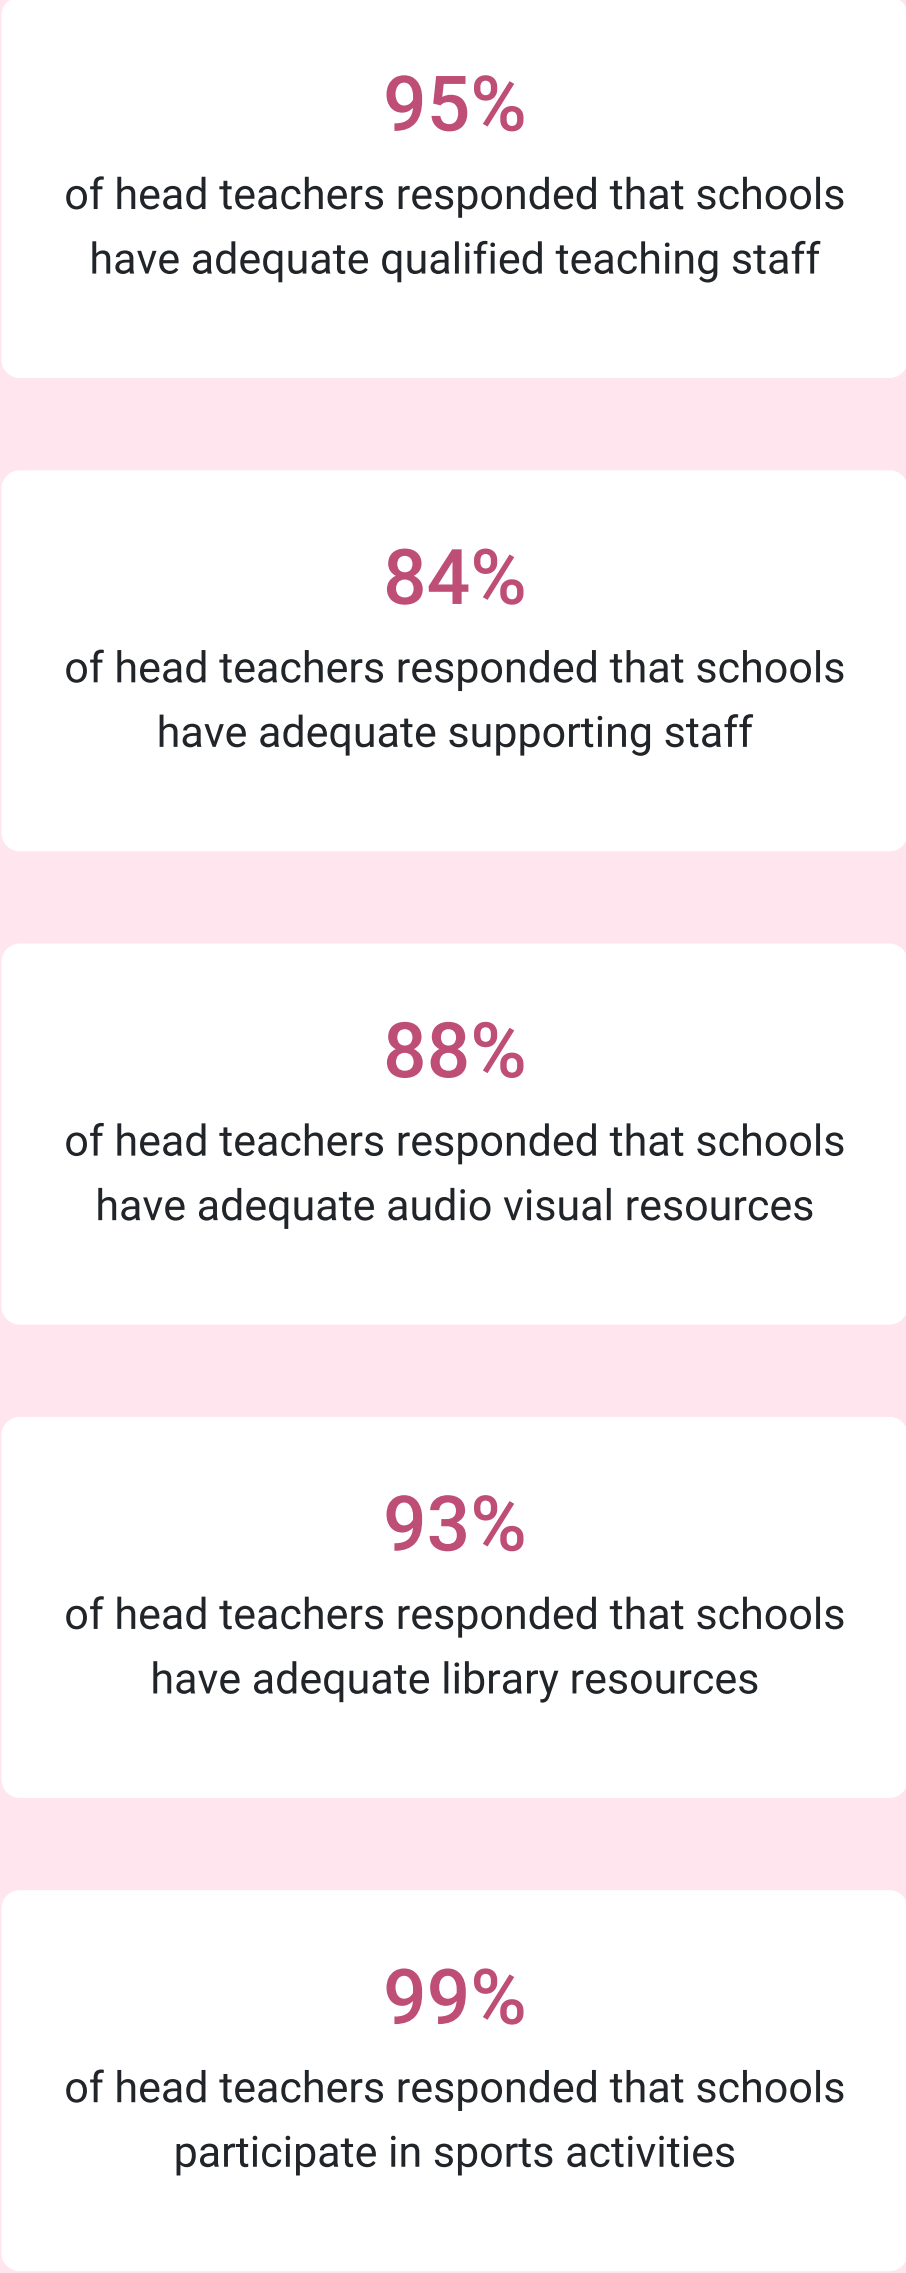 95%
of head teachers responded that schools
have adequate qualified teaching staff
84%
of head teachers responded that schools
have adequate supporting staff
88%
of head teachers responded that schools
have adequate audio visual resources
93%
of head teachers responded that schools
have adequate library resources
99%
of head teachers responded that schools
participate in sports activities